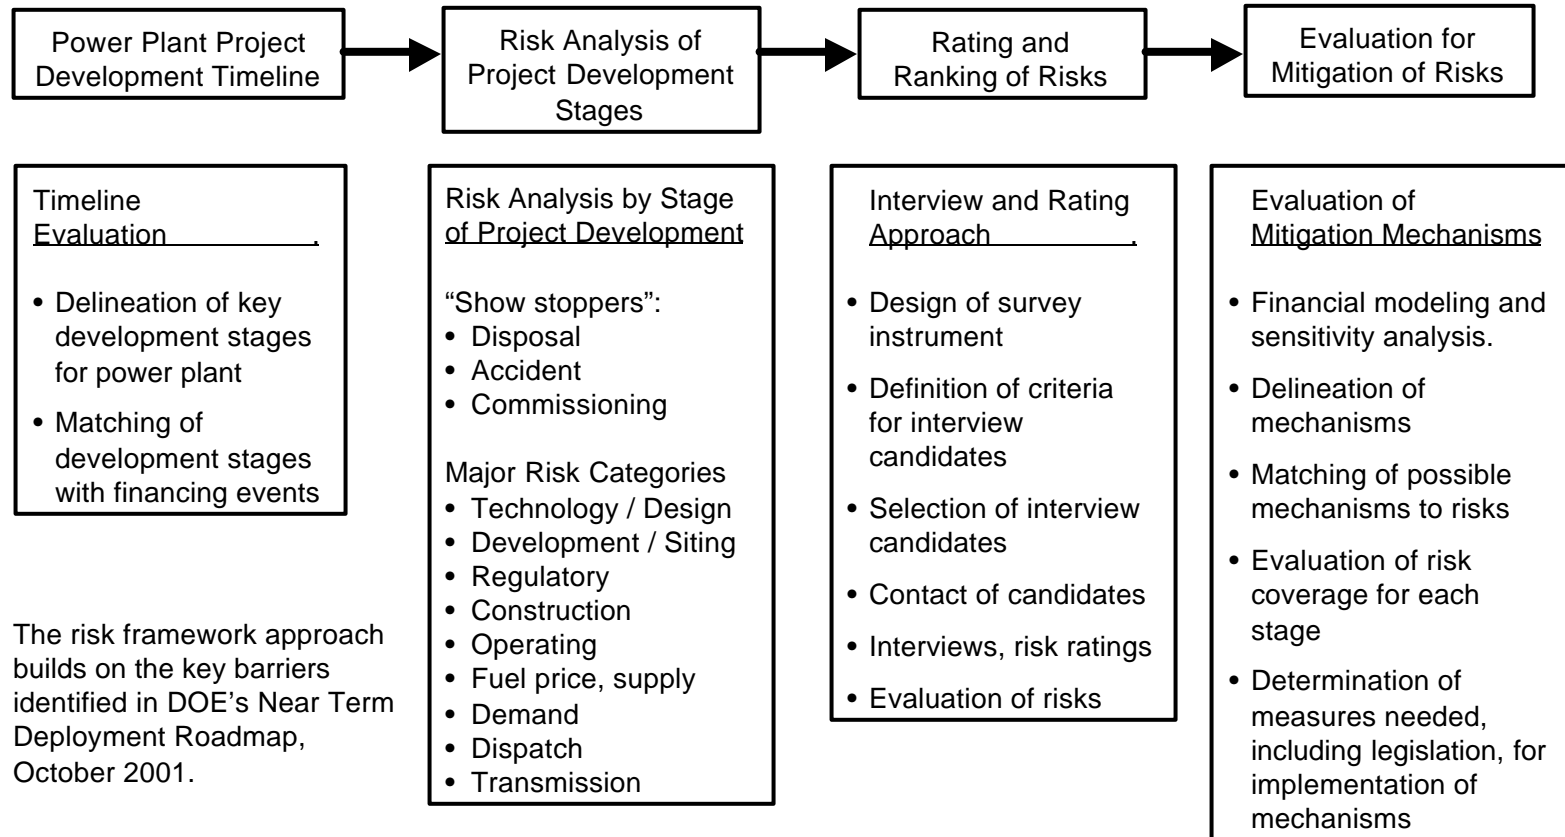 Power Plant Project
Development Timeline
Risk Analysis of
Project Development
Stages
Rating and
Ranking of Risks
Evaluation for
Mitigation of Risks
Timeline
Evaluation .
• Delineation of key
development stages
for power plant
• Matching of
development stages
with financing events
The risk framework approach
builds on the key barriers
identified in DOE’s Near Term
Deployment Roadmap,
October 2001.
Risk Analysis by Stage
of Project Development
“Show stoppers”:
• Disposal
• Accident
• Commissioning
Major Risk Categories
• Technology / Design
• Development / Siting
• Regulatory
• Construction
• Operating
• Fuel price, supply
• Demand
• Dispatch
• Transmission
Interview and Rating
Approach .
• Design of survey
instrument
• Definition of criteria
for interview
candidates
• Selection of interview
candidates
• Contact of candidates
• Interviews, risk ratings
• Evaluation of risks
Evaluation of
Mitigation Mechanisms
• Financial modeling and
sensitivity analysis.
• Delineation of
mechanisms
• Matching of possible
mechanisms to risks
• Evaluation of risk
coverage for each
stage
• Determination of
measures needed,
including legislation, for
implementation of
mechanisms